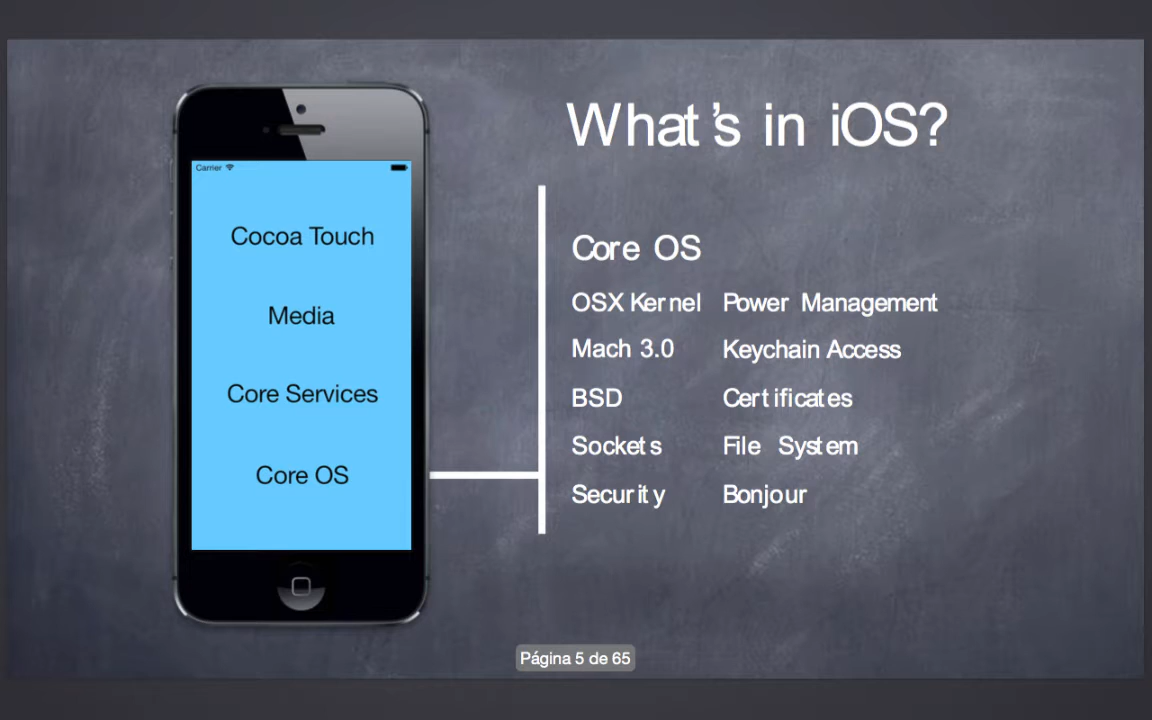 What's in iOS?
Carrier
Cocoa Touch
Media
Core Services
Core OS
Core OS
OSX Kernel Power Management
Mach 3.0 Keychain Access
BSD Certificates
Sockets File System
Security Bonjour
Página 5 de 65